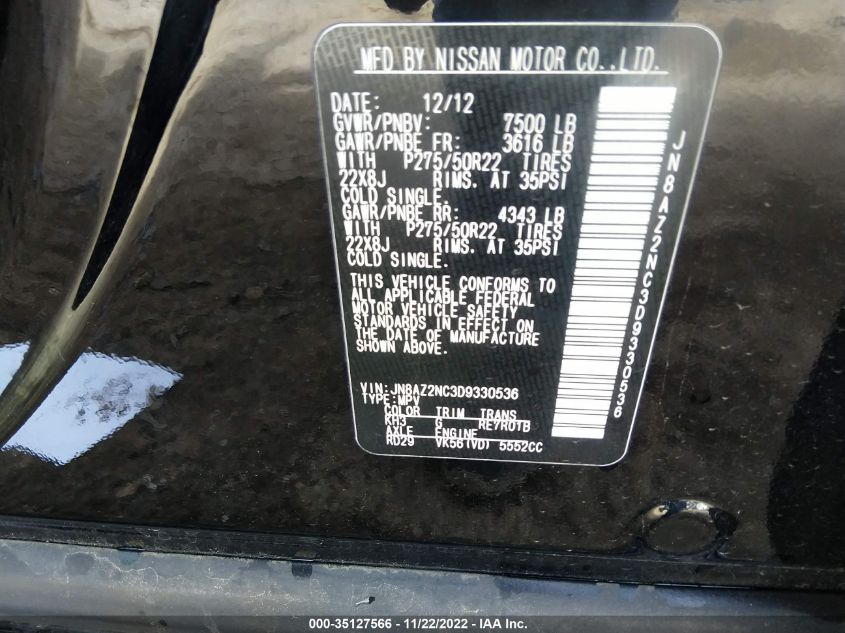 MFD BY NISSAN MOTOR CO.,LTD.
DATE: 12/12
GVWR/PNBV: 7500 LB
GAWR/PNBE FR: 3616 LB
WITH P275/50R22 TIRES
22X8J RIMS. AT 35PSI
COLD SINGLE.
GAWR/PNBE RR: 4343 LB
WITH P275/50R22 TIRES
22X8J RIMS. AT 35PSI
COLD SINGLE.
THIS VEHICLE CONFORMS TO
ALL APPLICABLE FEDERAL
MOTOR VEHICLE SAFETY
STANDARDS IN EFFECT ON
THE DATE OF MANUFACTURE
SHOWN ABOVE.
VIN:JN8AZ2NC3D9330536
TYPE:MPV
COLOR TRIM TRANS
KH3 G RE7R01B
AXLE ENGINE
RD29 VK56(VD) 5552CC
JN8AZ2NC3D9330536
000-35127566 - 11/22/2022 - IAA Inc.